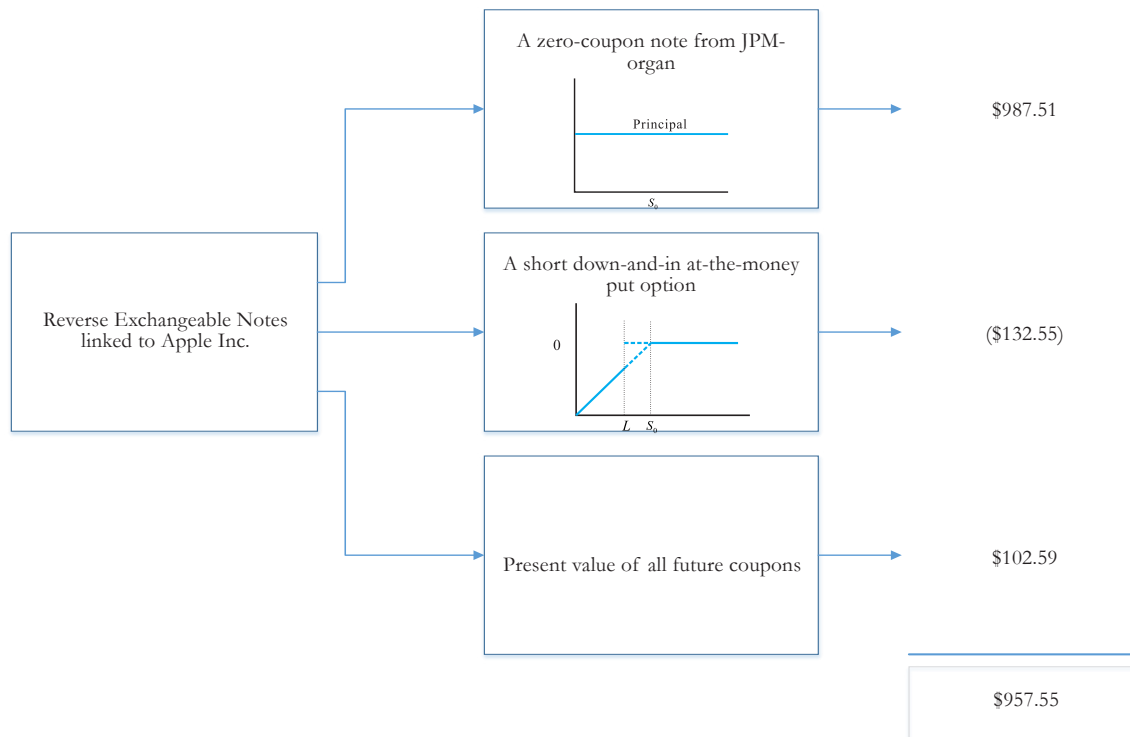 A zero-coupon note from JPM-
organ
Principal
S₀
$987.51
Reverse Exchangeable Notes
linked to Apple Inc.
A short down-and-in at-the-money
put option
0
L S₀
($132.55)
Present value of all future coupons
$102.59
$957.55